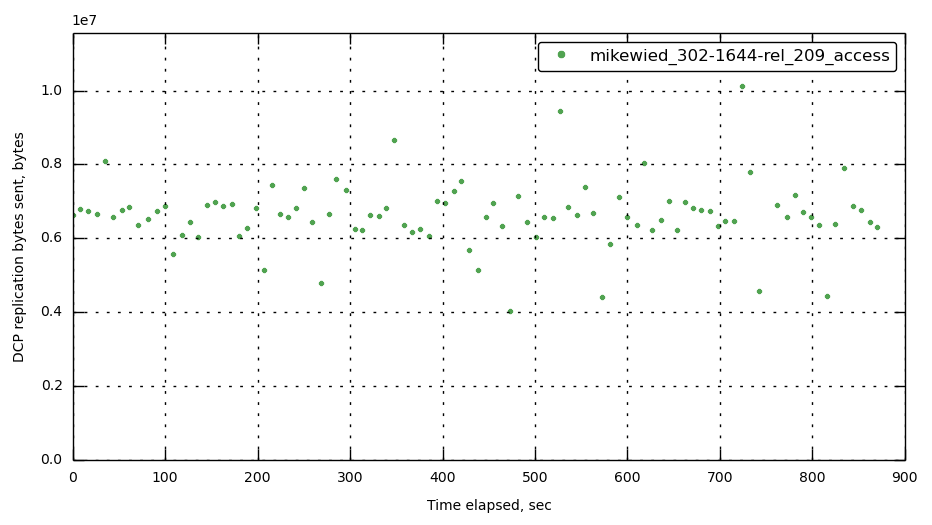 1e7
mikewied_302-1644-rel_209_access
1.0
0.8
0.6
0.4
0.2
0.0
DCP replication bytes sent, bytes
0 100 200 300 400 500 600 700 800 900
Time elapsed, sec